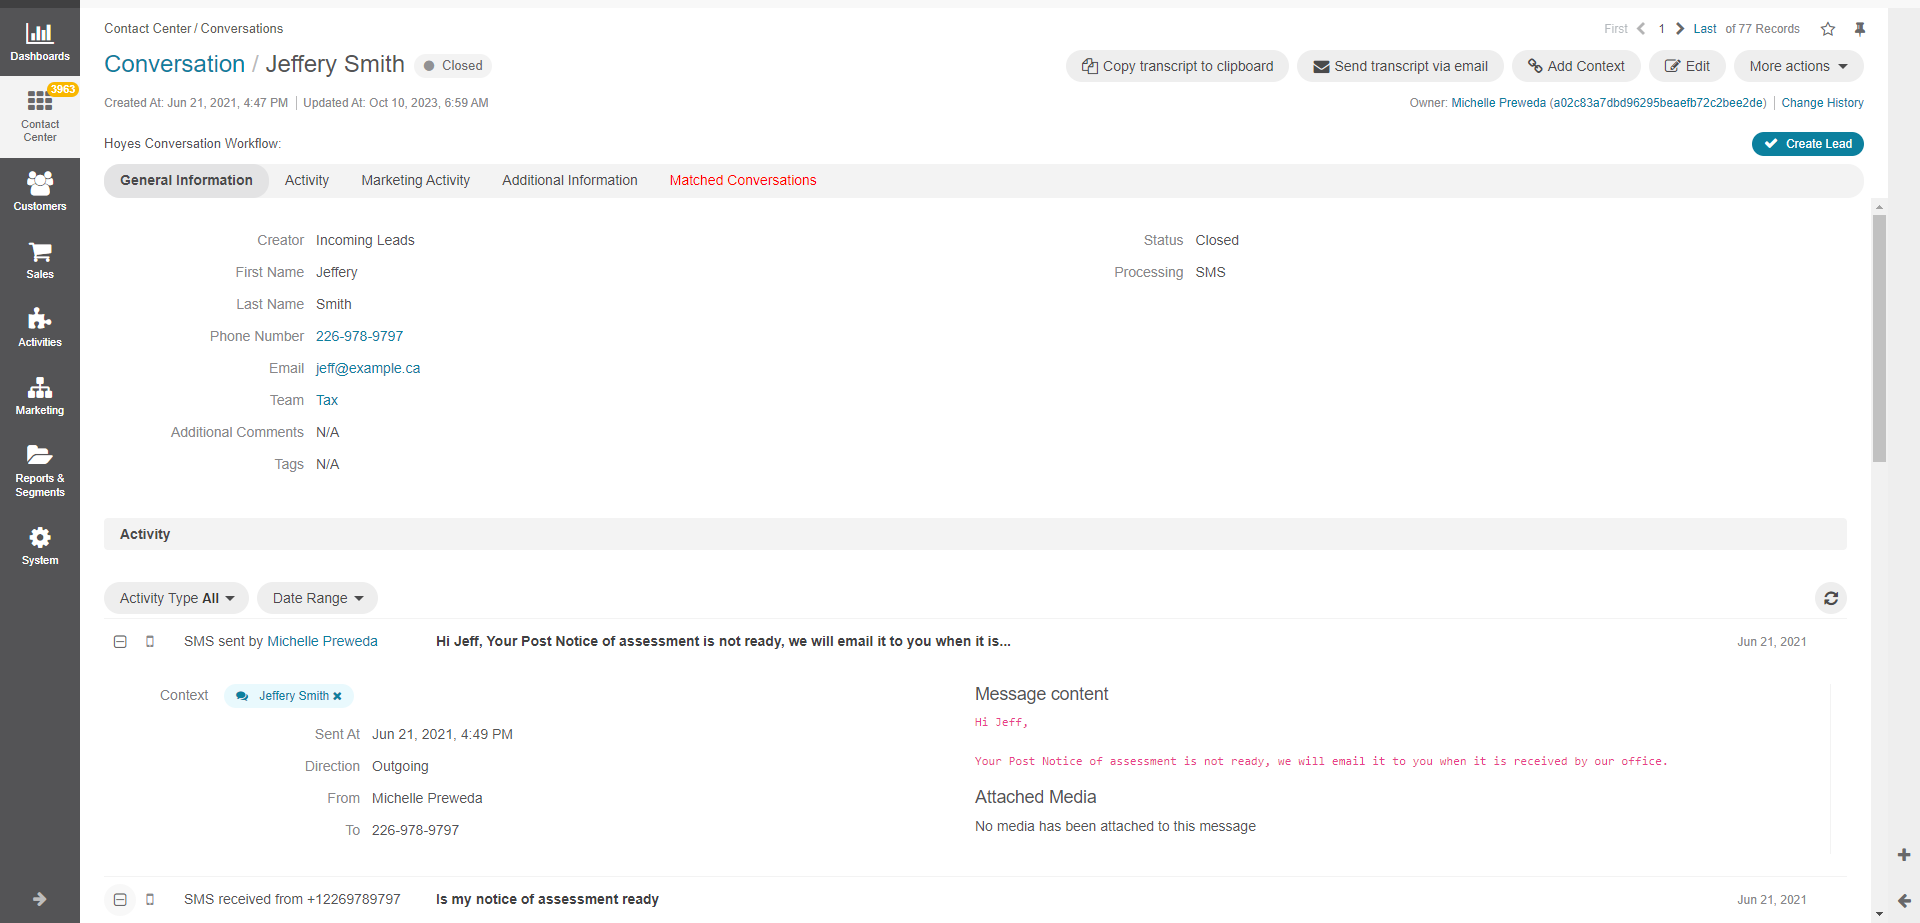 Dashboards
3963
Contact
Center
Customers
Sales
Activities
Marketing
Reports &
Segments
System
Contact Center / Conversations
First 1 Last of 77 Records
Conversation / Jeffery Smith Closed
Copy transcript to clipboard Send transcript via email Add Context Edit More actions
Created At: Jun 21, 2021, 4:47 PM Updated At: Oct 10, 2023, 6:59 AM
Owner: Michelle Preweda (a02c83a7dbd96295beaefb72c2bee2de) Change History
Hoyes Conversation Workflow:
Create Lead
General Information Activity Marketing Activity Additional Information Matched Conversations
Creator Incoming Leads
First Name Jeffery
Last Name Smith
Phone Number 226-978-9797
Email jeff@example.ca
Team Tax
Additional Comments N/A
Tags N/A
Status Closed
Processing SMS
Activity
Activity Type All Date Range
SMS sent by Michelle Preweda Hi Jeff, Your Post Notice of assessment is not ready, we will email it to you when it is... Jun 21, 2021
Context Jeffery Smith
Sent At Jun 21, 2021, 4:49 PM
Direction Outgoing
From Michelle Preweda
To 226-978-9797
Message content
Hi Jeff,
Your Post Notice of assessment is not ready, we will email it to you when it is received by our office.
Attached Media
No media has been attached to this message
SMS received from +12269789797 Is my notice of assessment ready Jun 21, 2021